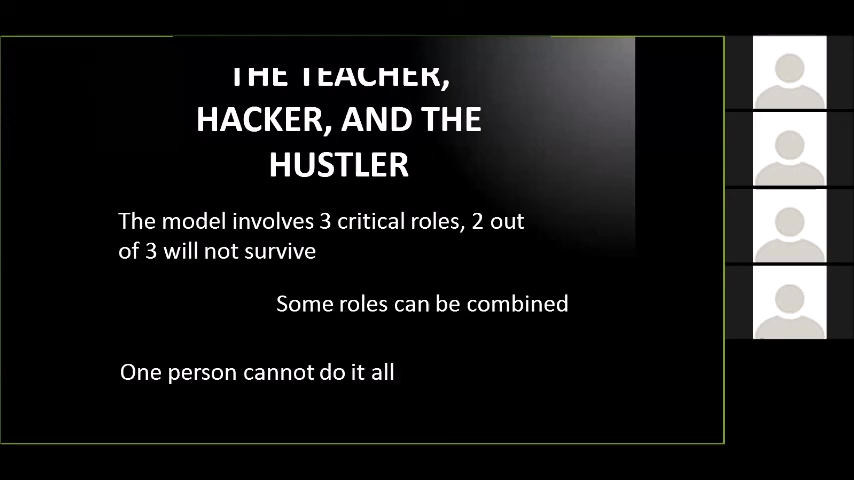 THE TEACHER,
HACKER, AND THE
HUSTLER
The model involves 3 critical roles, 2 out
of 3 will not survive
Some roles can be combined
One person cannot do it all